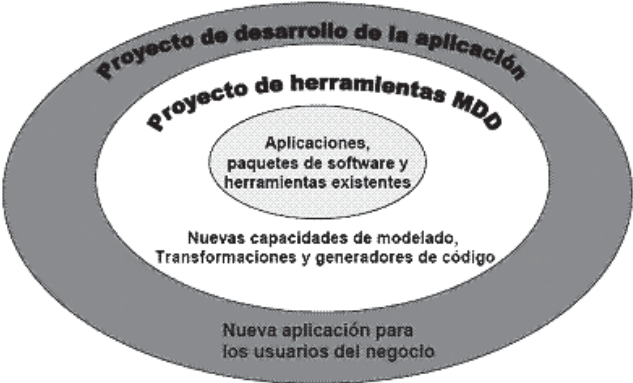 Proyecto de desarrollo de la aplicación
Proyecto de herramientas MDD
Aplicaciones,
paquetes de software y
herramientas existentes
Nuevas capacidades de modelado,
Transformaciones y generadores de código
Nueva aplicación para
los usuarios del negocio